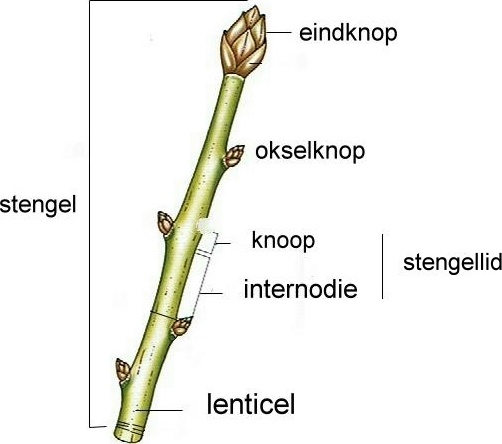 eindknop
okselknop
stengel
knoop
stengellid
internodie
lenticel